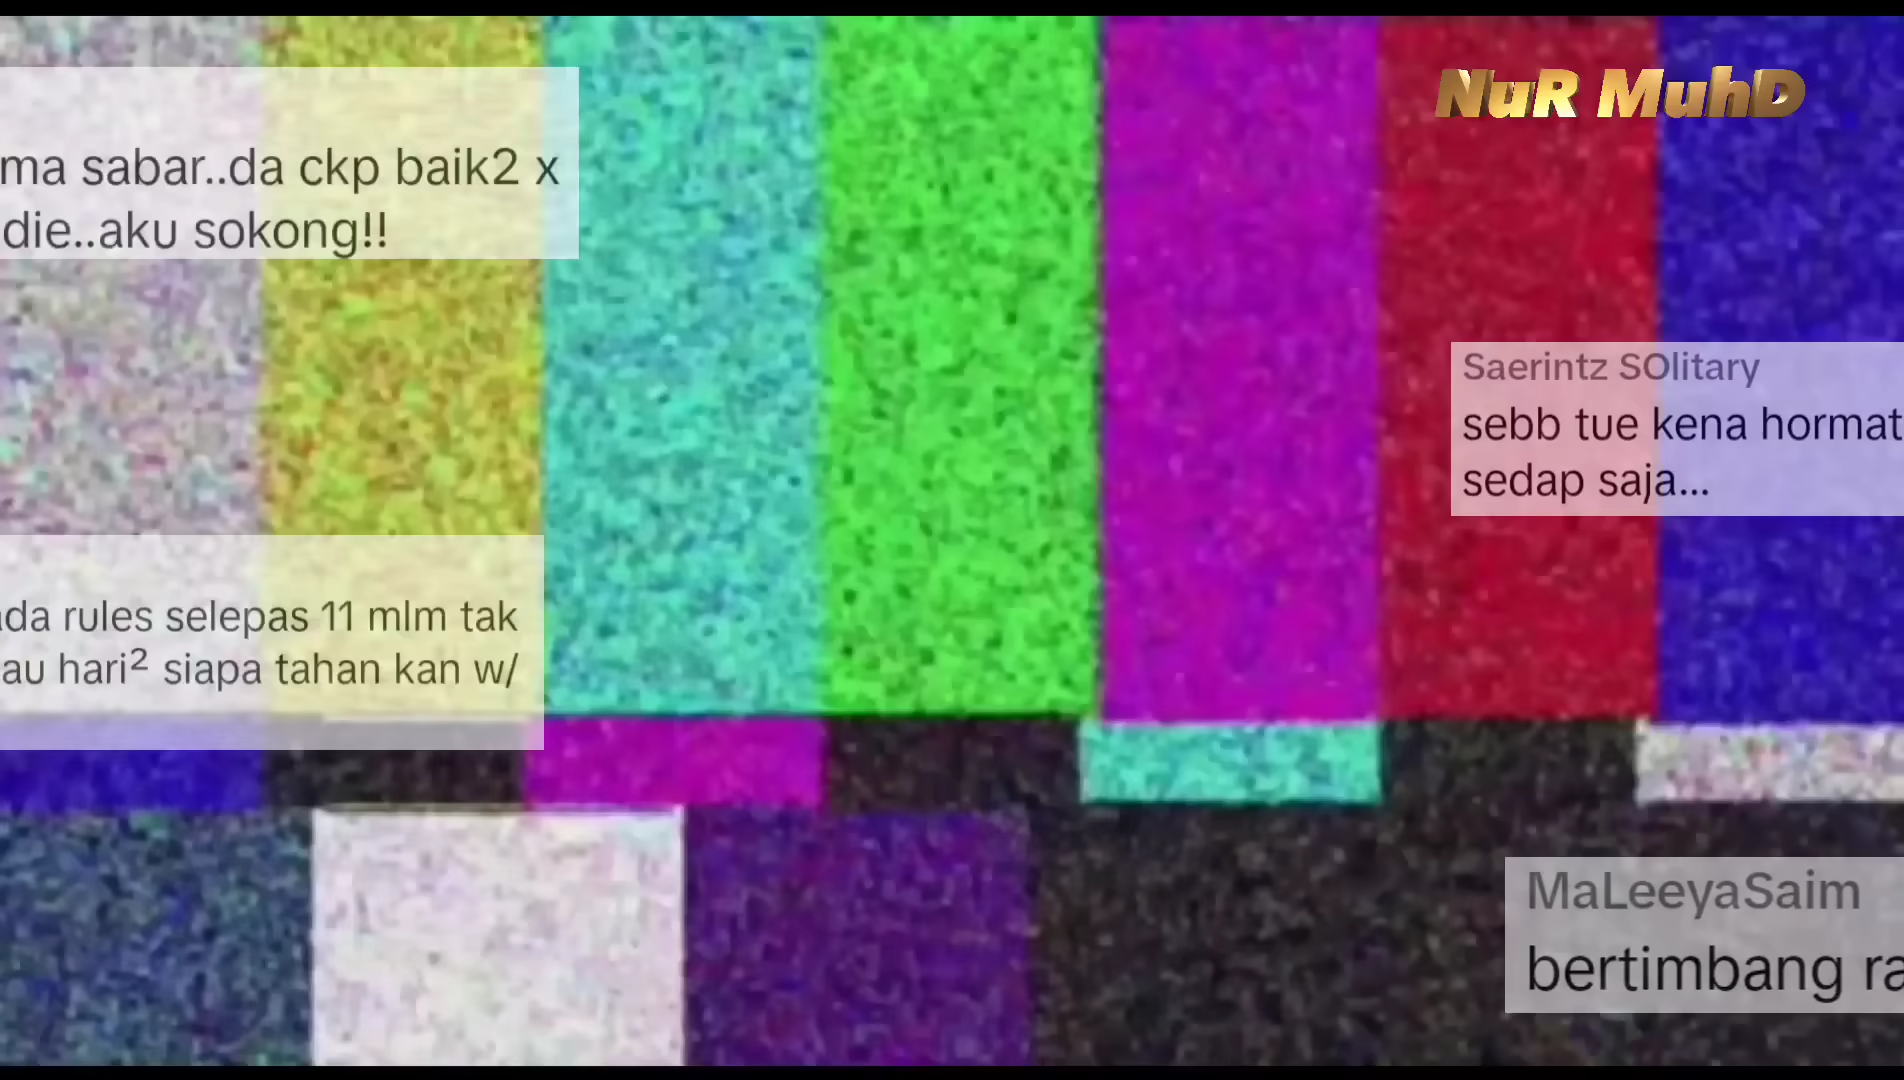 NuR MuhD
ma sabar..da ckp baik2 x
die..aku sokong!!
Saerintz SOlitary
sebb tue kena hormat
sedap saja...
ada rules selepas 11 mlm tak
au hari² siapa tahan kan w/
MaLeeyaSaim
bertimbang ra